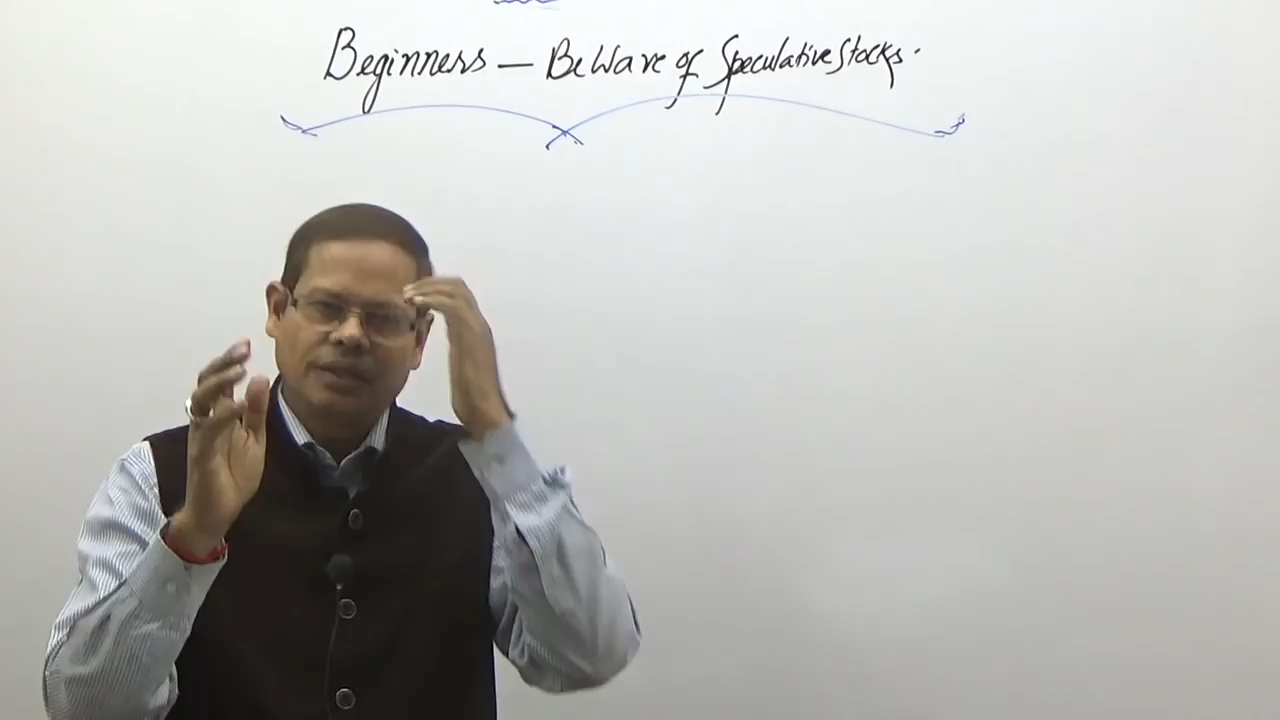 Beginners — BeWare of Speculative Stocks.